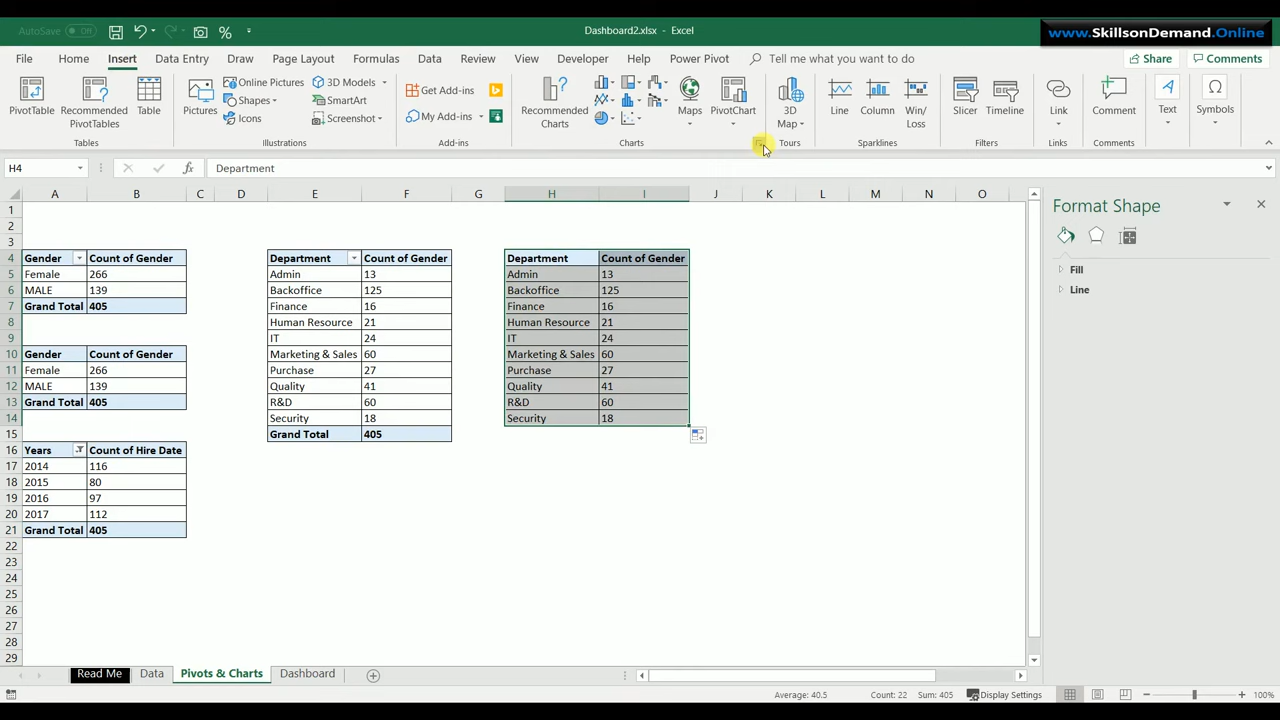 AutoSave Off
Dashboard2.xlsx - Excel
www.SkillsonDemand.Online
File Home Insert Data Entry Draw Page Layout Formulas Data Review View Developer Help Power Pivot Tell me what you want to do Share Comments
PivotTable
Recommended PivotTables
Table
Tables
Pictures
Online Pictures
Shapes
Icons
3D Models
SmartArt
Screenshot
Illustrations
Get Add-ins
My Add-ins
Add-ins
Recommended Charts
Maps
PivotChart
Charts
3D Map
Tours
Line
Column
Win/ Loss
Sparklines
Slicer
Timeline
Filters
Link
Links
Comment
Comments
Text
Symbols
H4 fx Department
A B C D E F G H I J K L M N O
1
2
3
4 Gender Count of Gender Department Count of Gender Department Count of Gender
5 Female 266 Admin 13 Admin 13
6 MALE 139 Backoffice 125 Backoffice 125
7 Grand Total 405 Finance 16 Finance 16
8 Human Resource 21 Human Resource 21
9 IT 24 IT 24
10 Gender Count of Gender Marketing & Sales 60 Marketing & Sales 60
11 Female 266 Purchase 27 Purchase 27
12 MALE 139 Quality 41 Quality 41
13 Grand Total 405 R&D 60 R&D 60
14 Security 18 Security 18
15 Grand Total 405
16 Years Count of Hire Date
17 2014 116
18 2015 80
19 2016 97
20 2017 112
21 Grand Total 405
22
23
24
25
26
27
28
29
Format Shape
Fill
Line
Read Me Data Pivots & Charts Dashboard
Average: 40.5 Count: 22 Sum: 405 Display Settings 100%